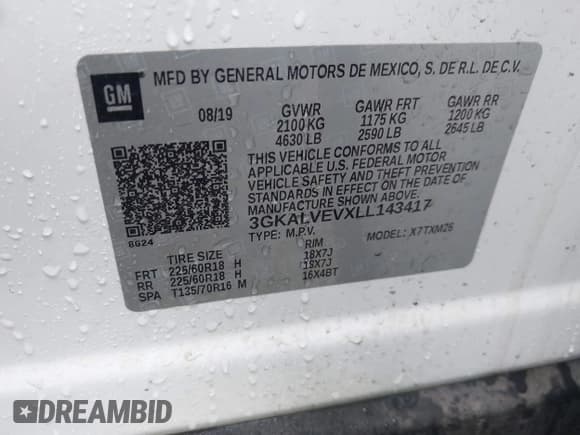 GM
MFD BY GENERAL MOTORS DE MEXICO, S. DE R.L. DE C.V.
08/19 GVWR GAWR FRT GAWR RR
2100 KG 1175 KG 1200 KG
4630 LB 2590 LB 2645 LB
THIS VEHICLE CONFORMS TO ALL
APPLICABLE U.S. FEDERAL MOTOR
VEHICLE SAFETY AND THEFT PREVENTION
STANDARDS IN EFFECT ON THE DATE OF
MANUFACTURE SHOWN ABOVE.
3GKALVEVXLL143417
TYPE: M.P.V. MODEL: X7TXM26
BG24
TIRE SIZE RIM
FRT 225/60R18 H 18X7J
RR 225/60R18 H 18X7J
SPA T135/70R16 M 16X4BT
DREAMBID